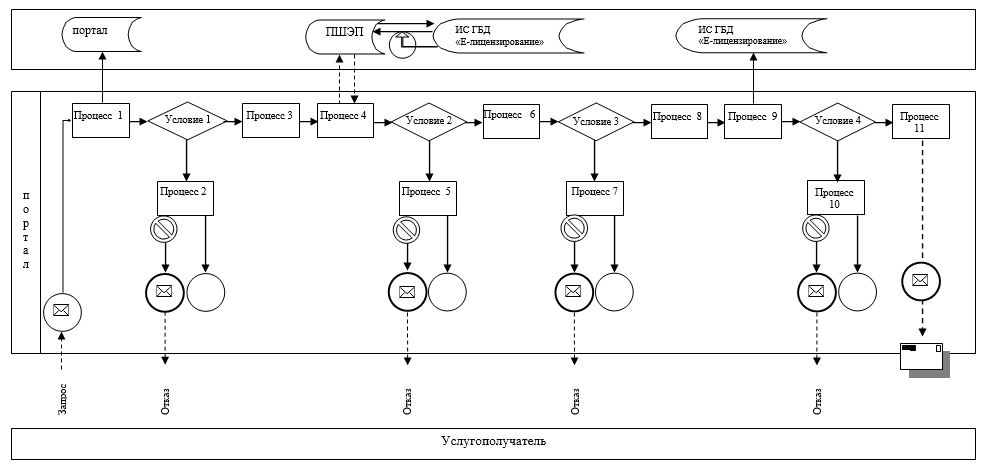 портал
ПШЭП
ИС ГБД
«Е-лицензирование»
ИС ГБД
«Е-лицензирование»
Процесс 1
Условие 1
Процесс 3
Процесс 4
Условие 2
Процесс 6
Условие 3
Процесс 8
Процесс 9
Условие 4
Процесс
11
Процесс 2
Процесс 5
Процесс 7
Процесс
10
портал
Запрос
Отказ
Отказ
Отказ
Отказ
Услугополучатель